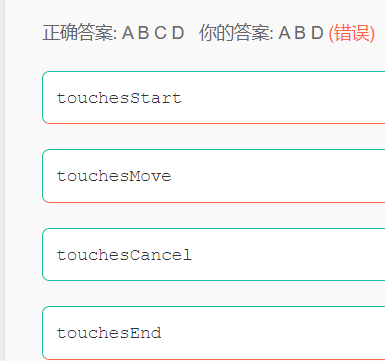 正确答案: A B C D 你的答案: A B D (错误)
touchesStart
touchesMove
touchesCancel
touchesEnd